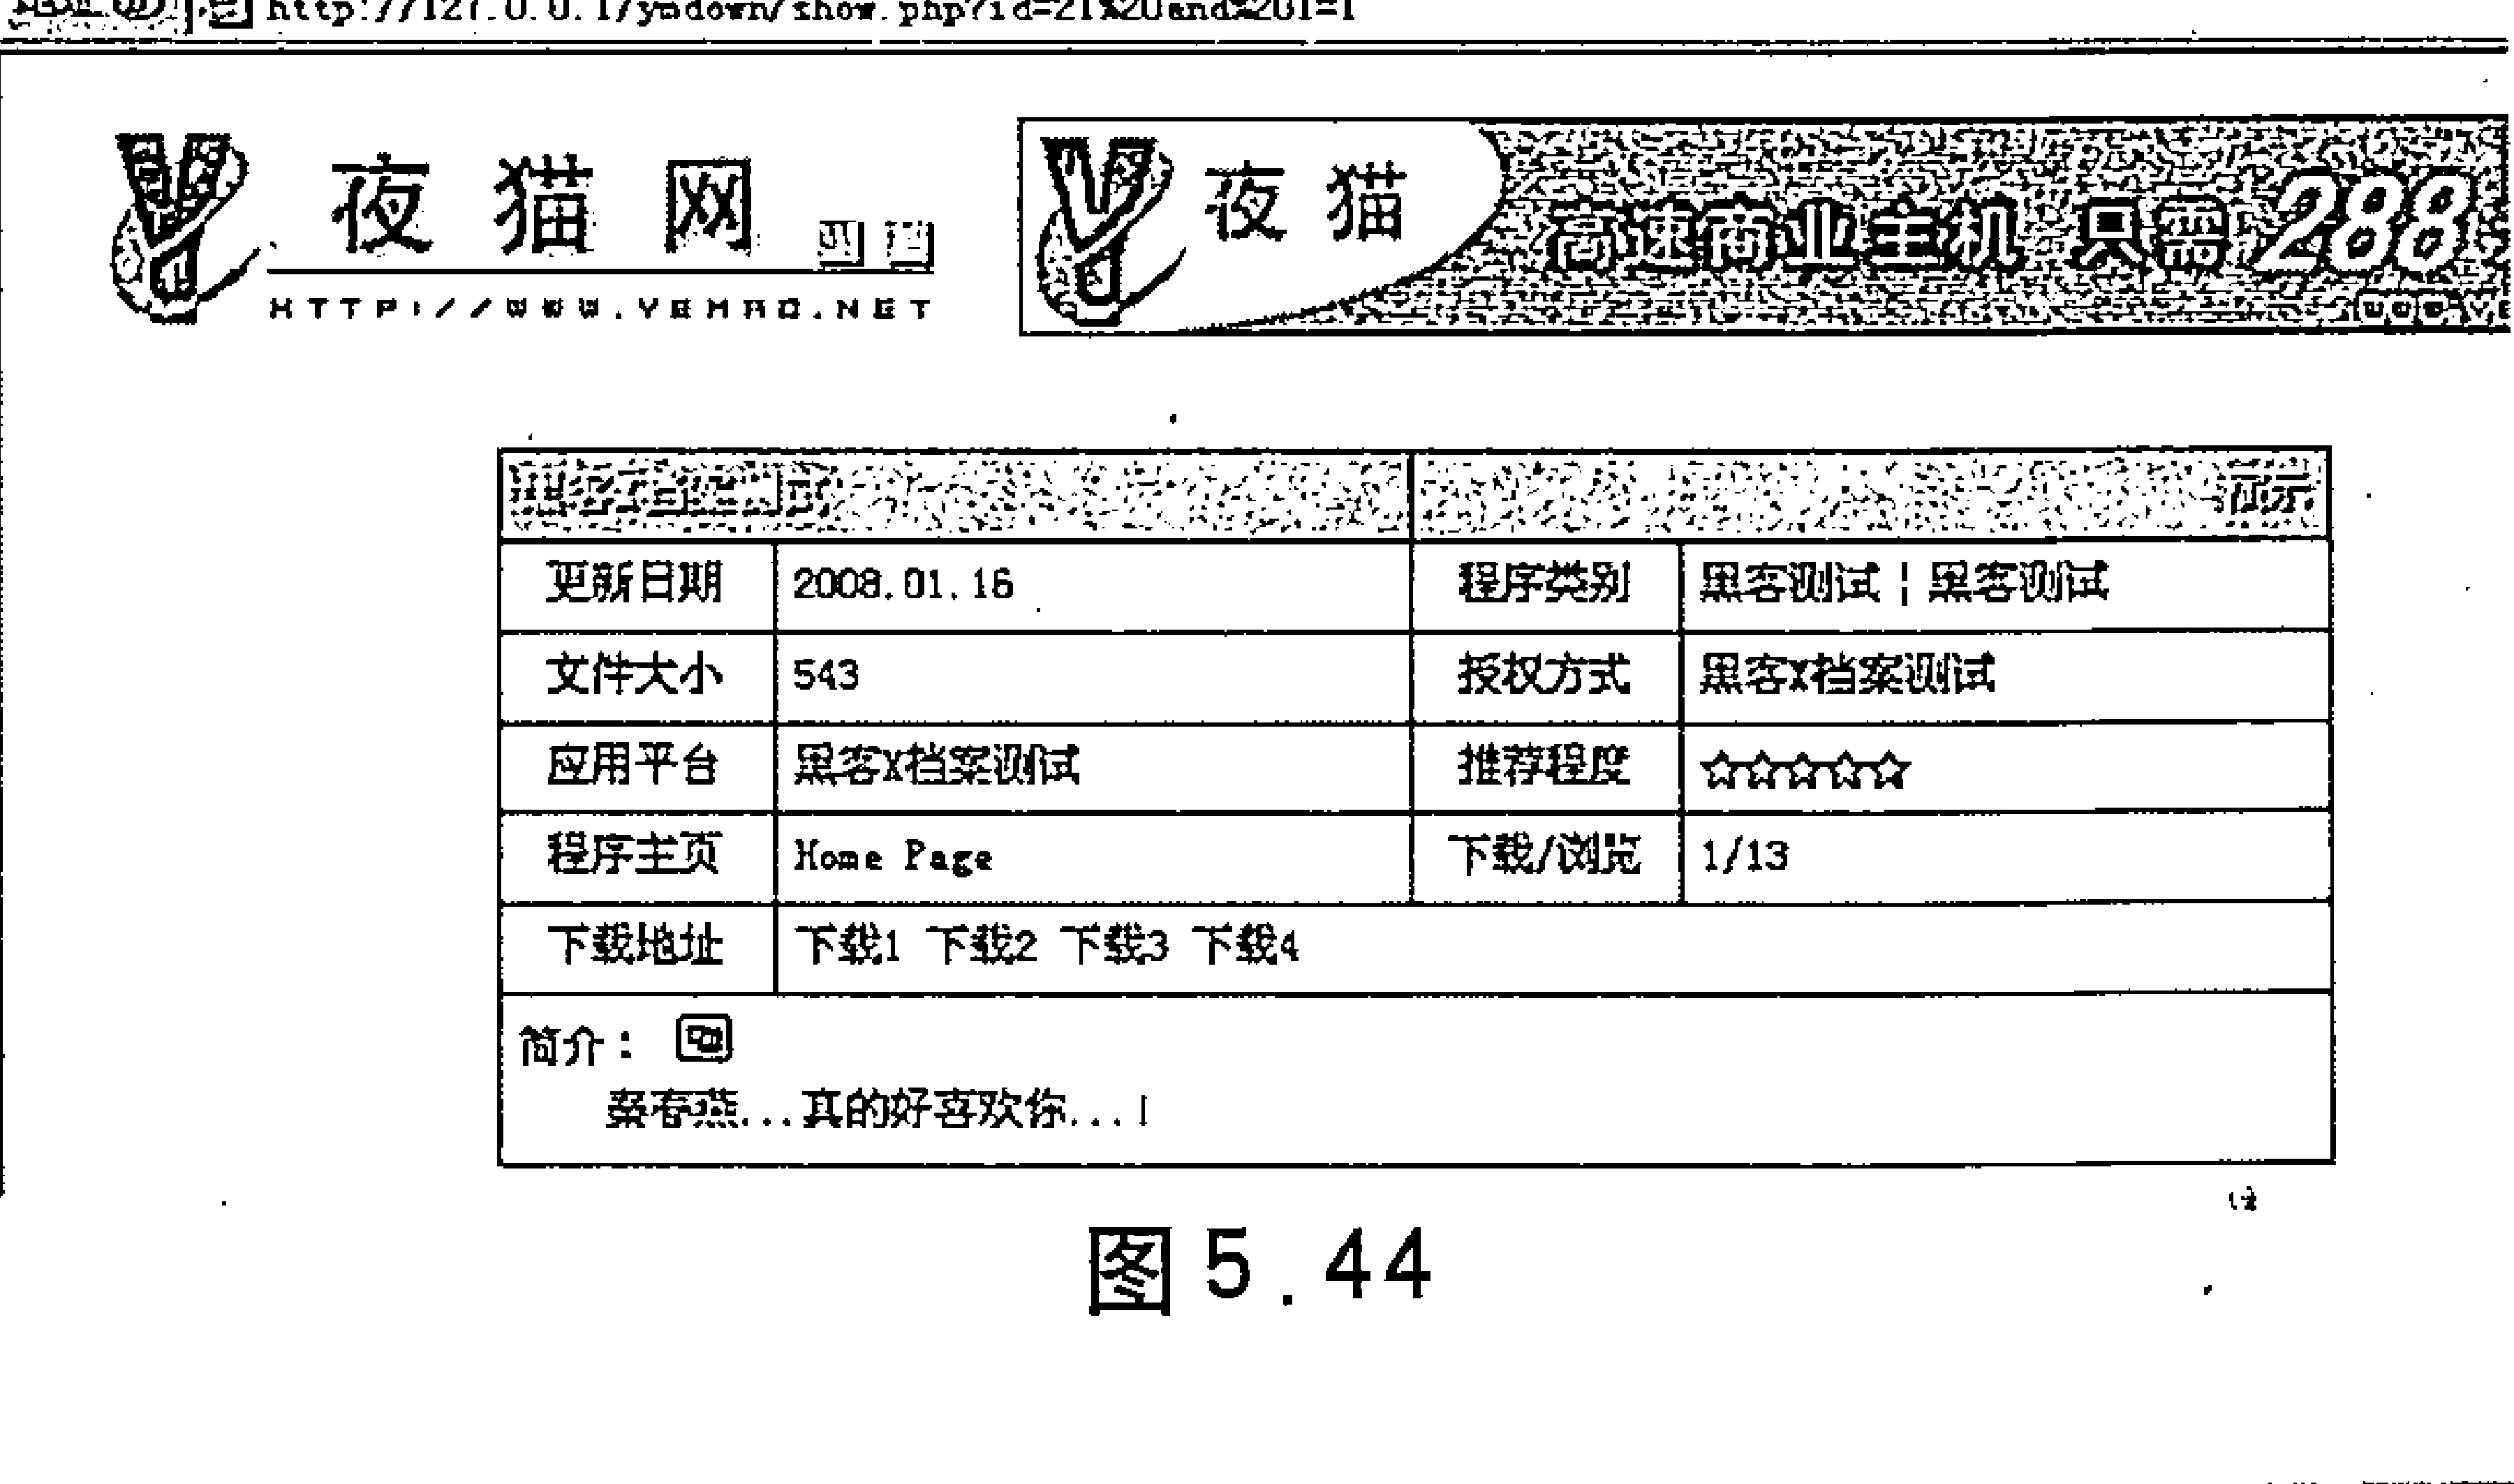 http://127.0.0.1/ymdown/show.php?id=21%20and%201=1
夜猫网
HTTP://WWW.YEMAO.NET
夜猫
高速商业主机 只需288
更新日期 2008.01.16 程序类别 黑客测试 | 黑客测试
文件大小 543 授权方式 黑客X档案测试
应用平台 黑客X档案测试 推荐程度 ☆☆☆☆☆
程序主页 Home Page 下载/浏览 1/13
下载地址 下载1 下载2 下载3 下载4
简介：
春燕...真的好喜欢你...!
图 5.44